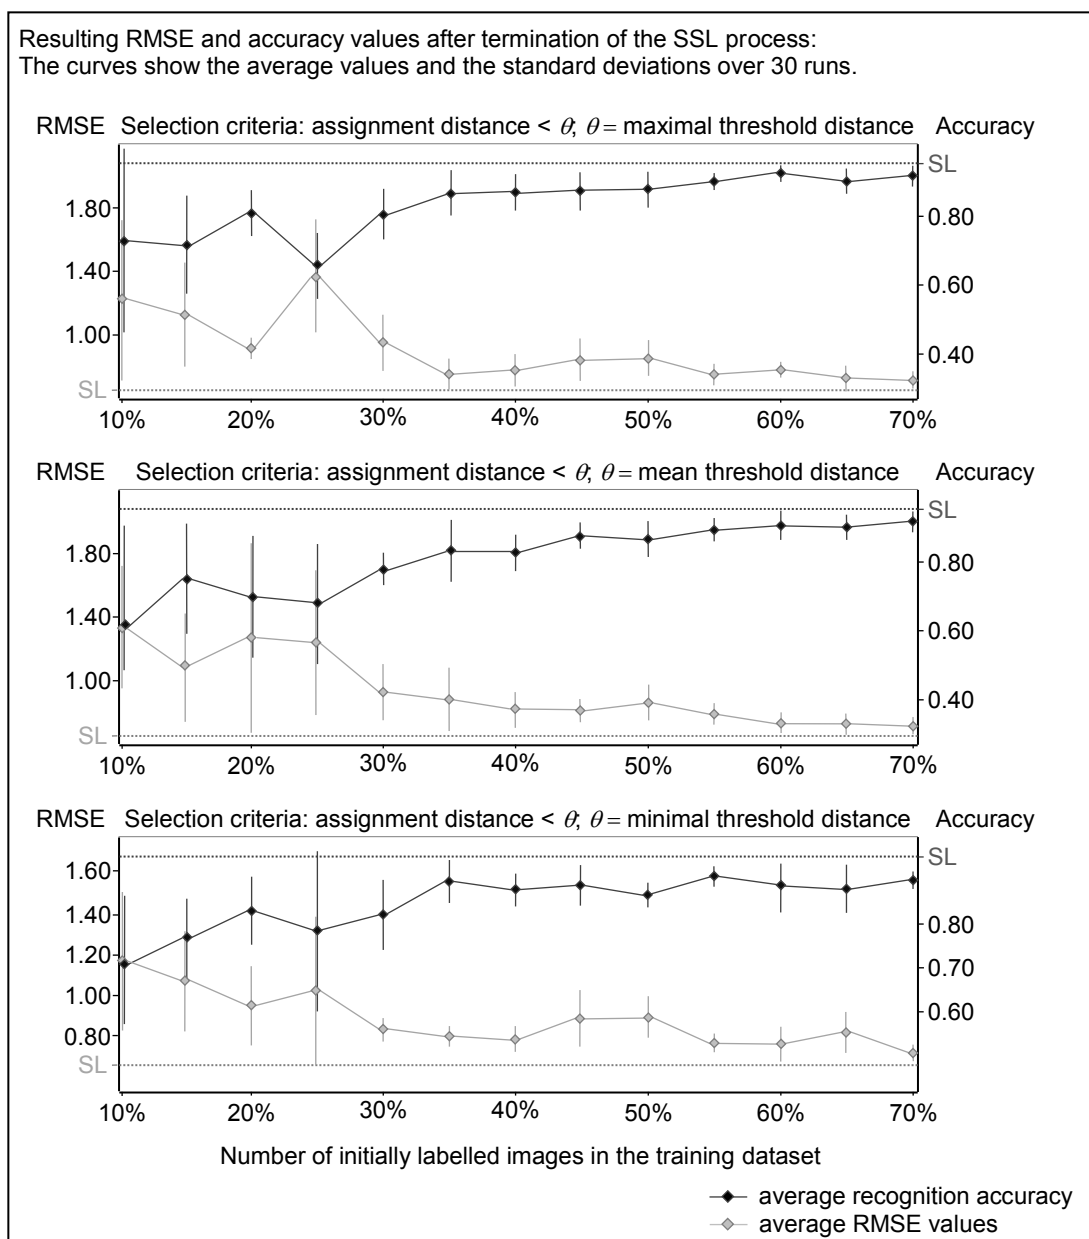 Resulting RMSE and accuracy values after termination of the SSL process:
The curves show the average values and the standard deviations over 30 runs.
RMSE Selection criteria: assignment distance < θ; θ = maximal threshold distance Accuracy
SL
1.80 0.80
1.40 0.60
1.00 0.40
SL
10% 20% 30% 40% 50% 60% 70%
RMSE Selection criteria: assignment distance < θ; θ = mean threshold distance Accuracy
SL
1.80 0.80
1.40 0.60
1.00 0.40
SL
10% 20% 30% 40% 50% 60% 70%
RMSE Selection criteria: assignment distance < θ; θ = minimal threshold distance Accuracy
SL
1.60
1.40 0.80
1.20 0.70
1.00 0.60
0.80
SL
10% 20% 30% 40% 50% 60% 70%
Number of initially labelled images in the training dataset
average recognition accuracy
average RMSE values